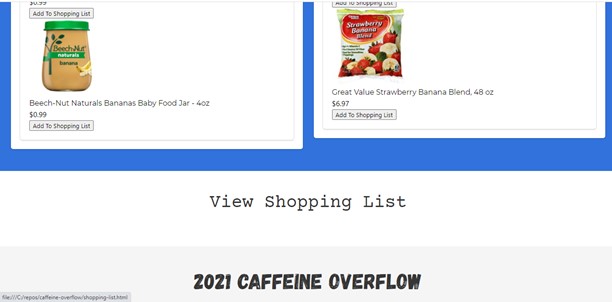 $0.99
Add To Shopping List
Beech-Nut
naturals
banana
Beech-Nut Naturals Bananas Baby Food Jar - 4oz
$0.99
Add To Shopping List
Add To Shopping List
Great Value
Strawberry
Banana
Blend
Great Value Strawberry Banana Blend, 48 oz
$6.97
Add To Shopping List
View Shopping List
2021 CAFFEINE OVERFLOW
file:///C:/repos/caffeine-overflow/shopping-list.html